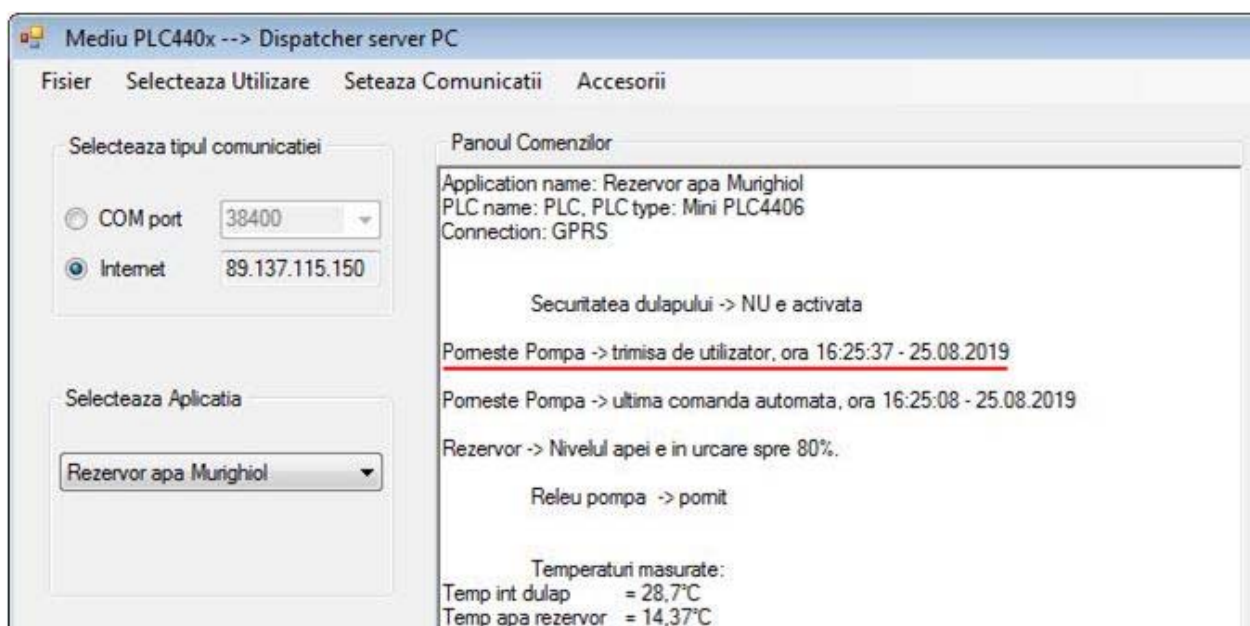 Mediu PLC440x --> Dispatcher server PC
Fisier Selecteaza Utilizare Seteaza Comunicatii Accesorii
Selecteaza tipul comunicatiei
COM port 38400
Internet 89.137.115.150
Selecteaza Aplicatia
Rezervor apa Murighiol
Panoul Comenzilor
Application name: Rezervor apa Murighiol
PLC name: PLC, PLC type: Mini PLC4406
Connection: GPRS
Securitatea dulapului -> NU e activata
Porneste Pompa -> trimisa de utilizator, ora 16:25:37 - 25.08.2019
Porneste Pompa -> ultima comanda automata, ora 16:25:08 - 25.08.2019
Rezervor -> Nivelul apei e in urcare spre 80%.
Releu pompa -> pornit
Temperaturi masurate:
Temp int dulap = 28,7°C
Temp apa rezervor = 14,37°C